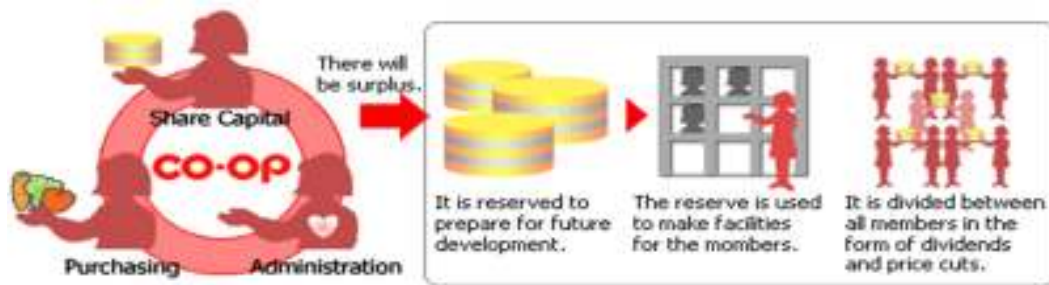 There will
be surplus.
Share Capital
co-op
Purchasing
Administration
It is reserved to
prepare for future
development.
The reserve is used
to make facilities
for the mombers.
It is divided between
all members in the
form of dividends
and price cuts.